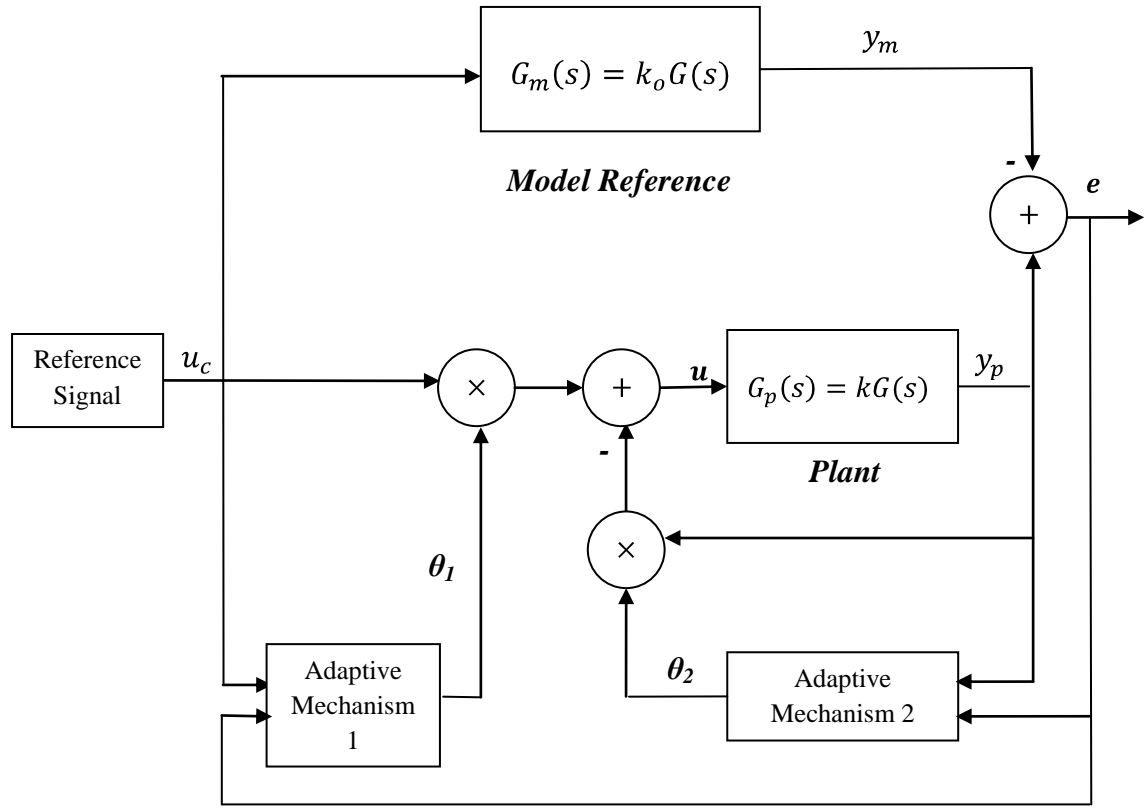 y_m
G_m(s) = k_oG(s)
Model Reference
-
e
+
Reference
Signal
u_c
×
+
u
G_p(s) = kG(s)
y_p
-
Plant
×
θ_1
θ_2
Adaptive
Mechanism
1
Adaptive
Mechanism 2